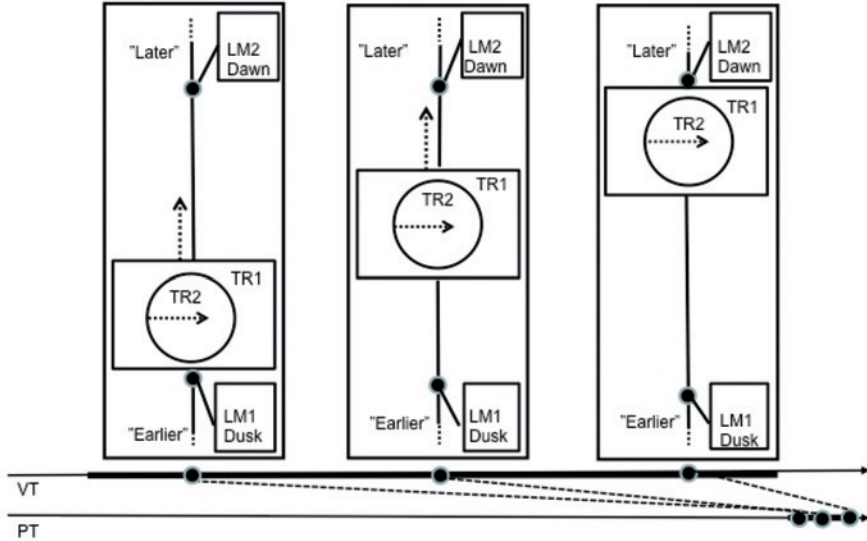 "Later"
LM2
Dawn
TR1
TR2
"Earlier"
LM1
Dusk
"Later"
LM2
Dawn
TR1
TR2
"Earlier"
LM1
Dusk
"Later"
LM2
Dawn
TR1
TR2
"Earlier"
LM1
Dusk
VT
PT